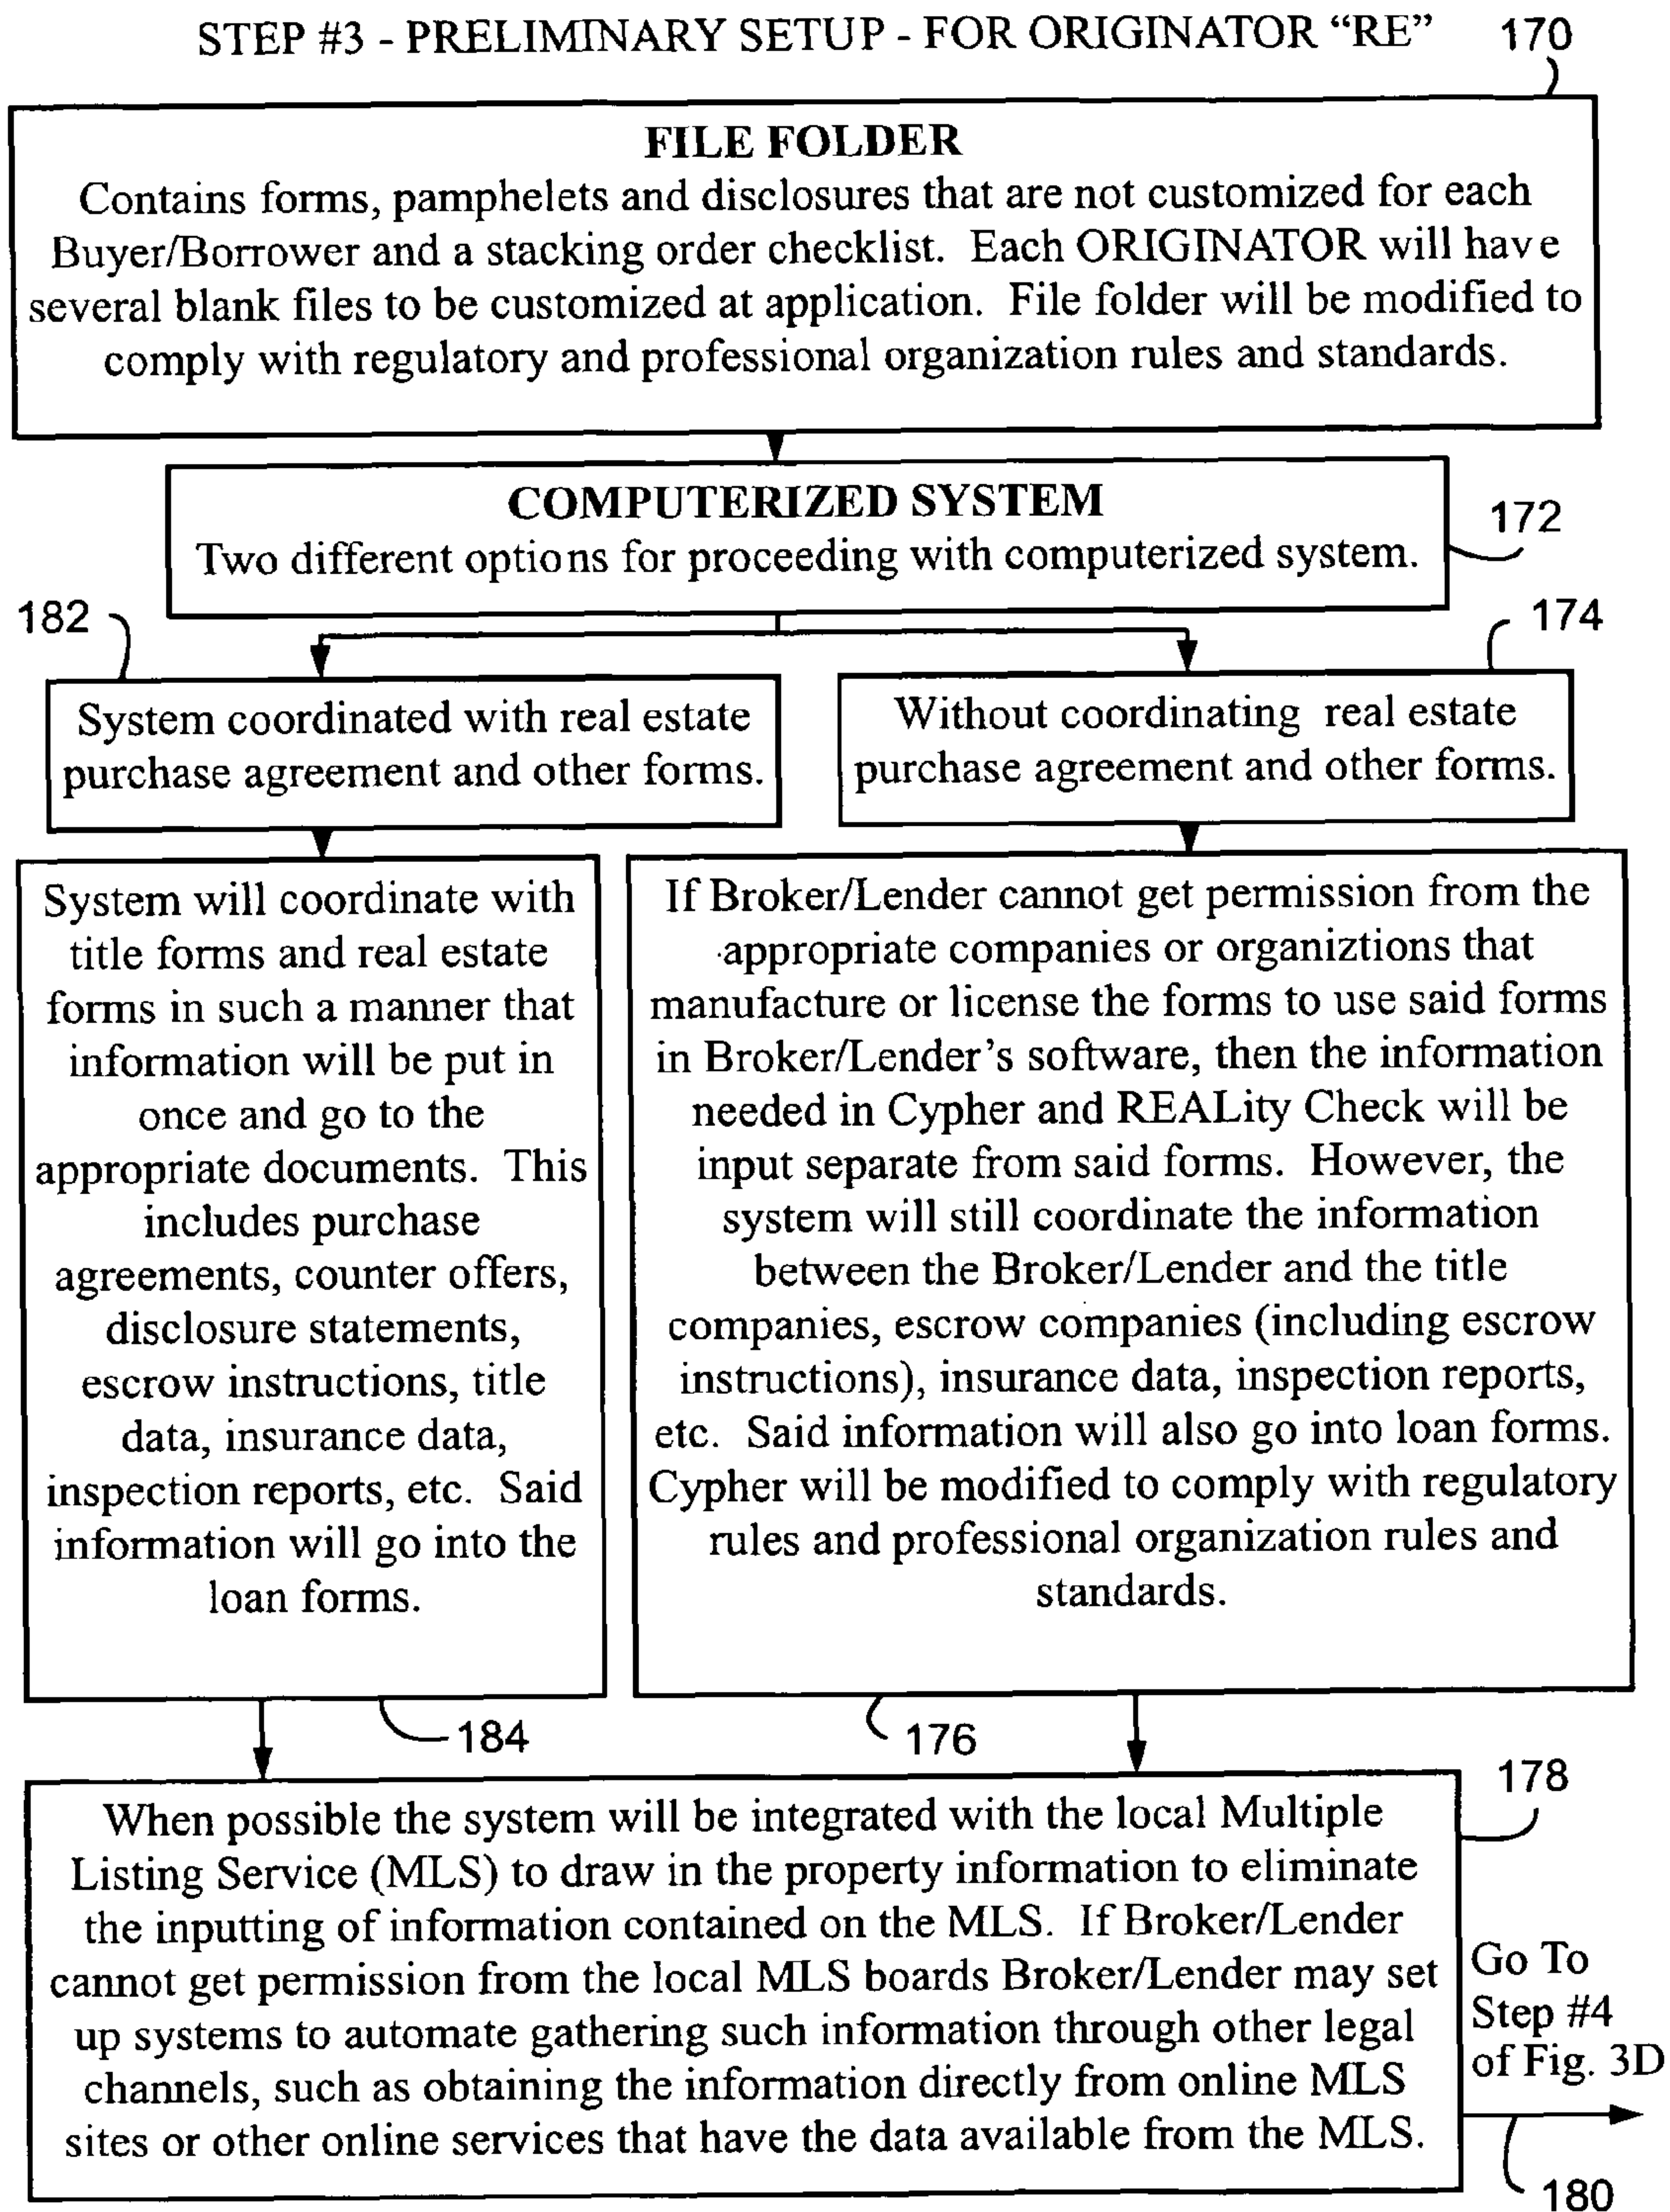 STEP #3 - PRELIMINARY SETUP - FOR ORIGINATOR “RE”
170
FILE FOLDER
Contains forms, pamphelets and disclosures that are not customized for each
Buyer/Borrower and a stacking order checklist. Each ORIGINATOR will have
several blank files to be customized at application. File folder will be modified to
comply with regulatory and professional organization rules and standards.
COMPUTERIZED SYSTEM
Two different options for proceeding with computerized system.
172
182
174
System coordinated with real estate
purchase agreement and other forms.
Without coordinating real estate
purchase agreement and other forms.
System will coordinate with
title forms and real estate
forms in such a manner that
information will be put in
once and go to the
appropriate documents. This
includes purchase
agreements, counter offers,
disclosure statements,
escrow instructions, title
data, insurance data,
inspection reports, etc. Said
information will go into the
loan forms.
If Broker/Lender cannot get permission from the
appropriate companies or organiztions that
manufacture or license the forms to use said forms
in Broker/Lender’s software, then the information
needed in Cypher and REALity Check will be
input separate from said forms. However, the
system will still coordinate the information
between the Broker/Lender and the title
companies, escrow companies (including escrow
instructions), insurance data, inspection reports,
etc. Said information will also go into loan forms.
Cypher will be modified to comply with regulatory
rules and professional organization rules and
standards.
184
176
178
When possible the system will be integrated with the local Multiple
Listing Service (MLS) to draw in the property information to eliminate
the inputting of information contained on the MLS. If Broker/Lender
cannot get permission from the local MLS boards Broker/Lender may set
up systems to automate gathering such information through other legal
channels, such as obtaining the information directly from online MLS
sites or other online services that have the data available from the MLS.
Go To
Step #4
of Fig. 3D
180